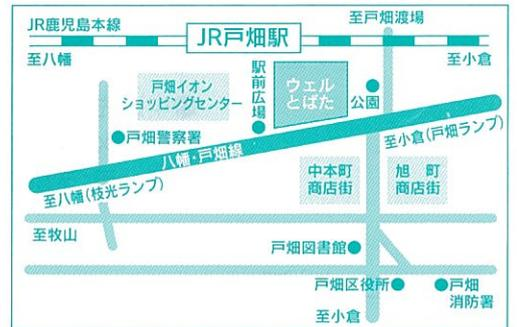 JR鹿児島本線
至戸畑渡場
JR戸畑駅
至八幡
至小倉
戸畑イオン
ショッピングセンター
駅前広場
ウェル
とばた
公園
戸畑警察署
八幡・戸畑線
至小倉(戸畑ランプ)
至八幡(枝光ランプ)
中本町
商店街
旭町
商店街
至牧山
戸畑図書館
戸畑区役所
戸畑
消防署
至小倉